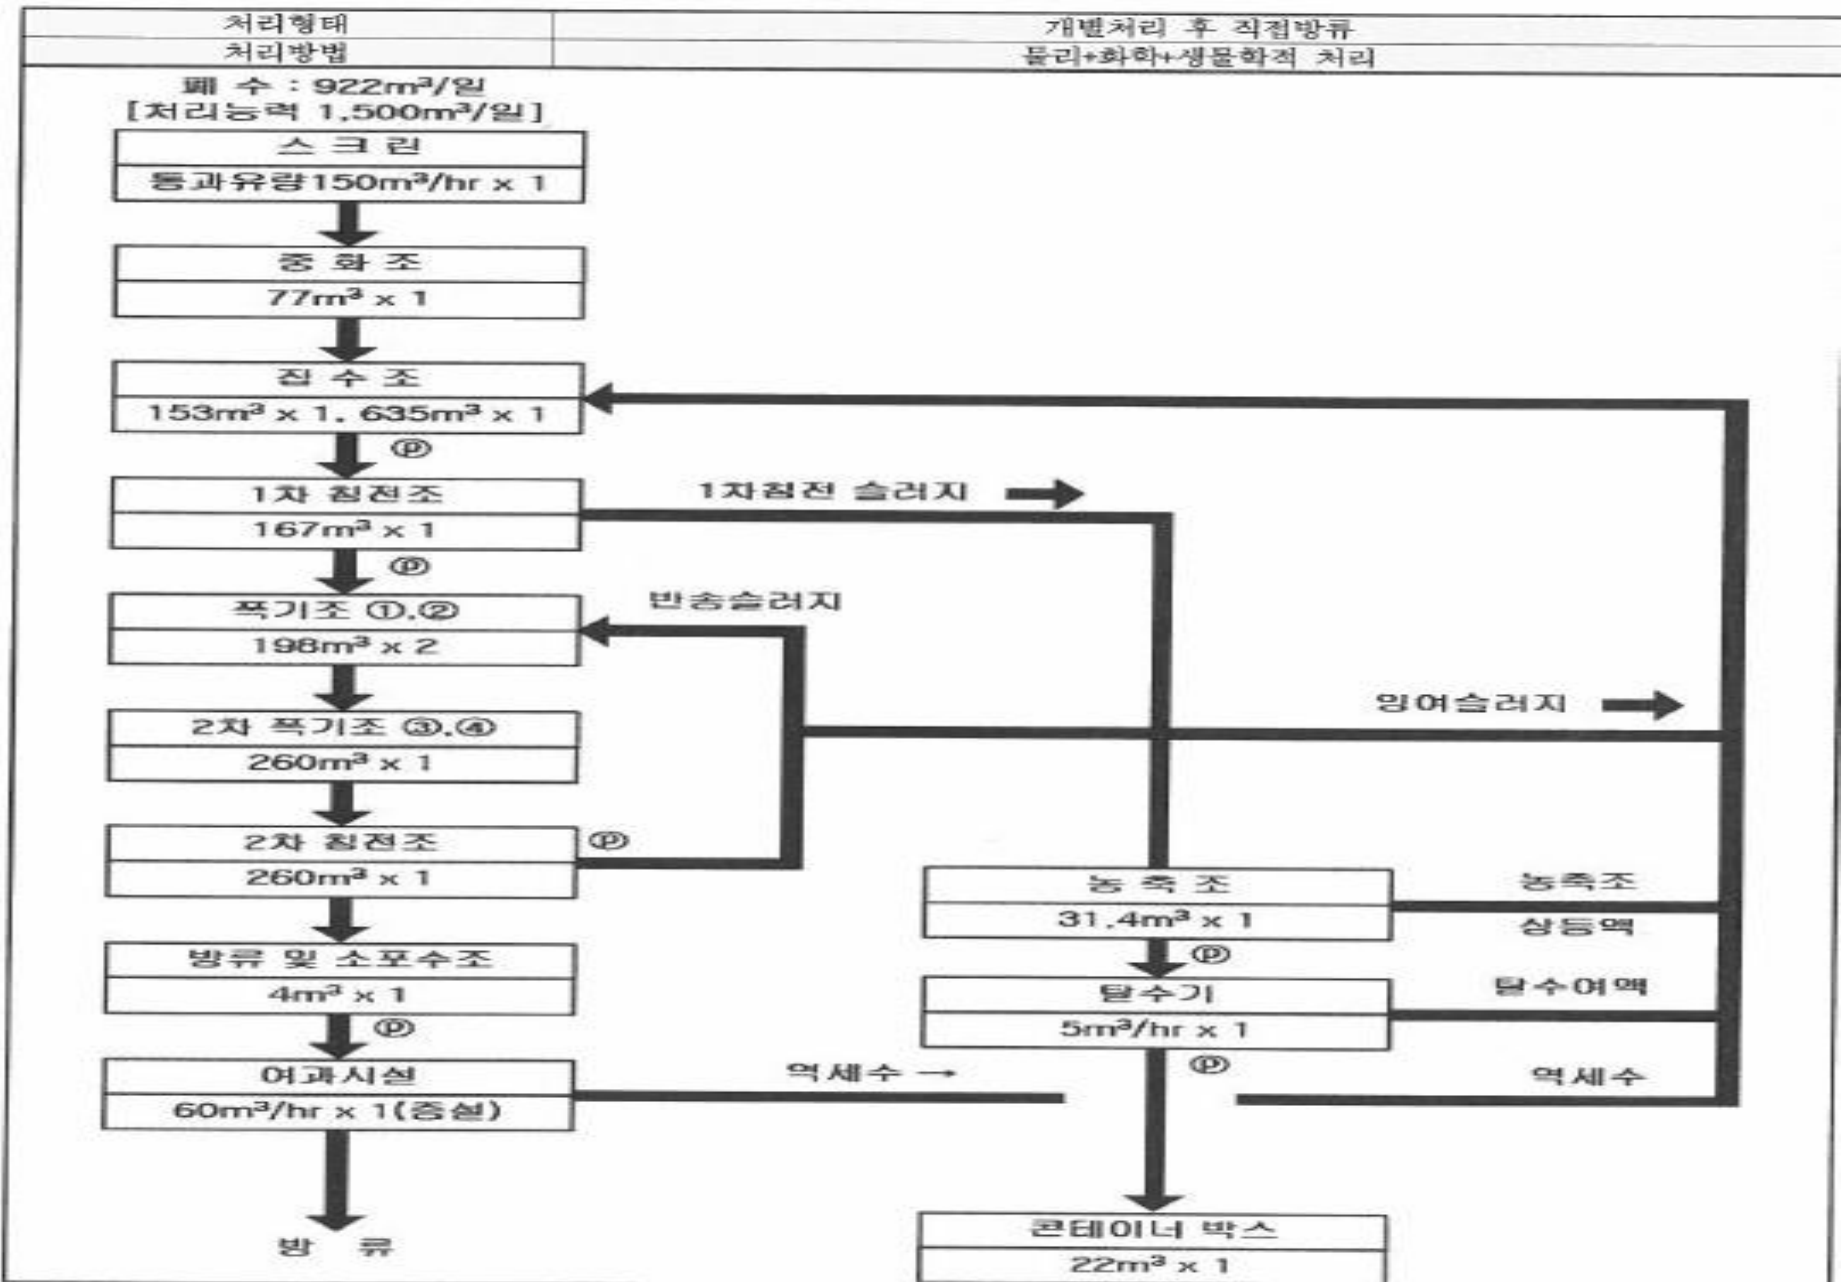 처리형태 개별처리 후 직접방류
처리방법 물리+화학+생물학적 처리
폐 수 : 922m³/일
[처리능력 1,500m³/일]
스 크 린
통과유량150m³/hr x 1
중 화 조
77m³ x 1
집 수 조
153m³ x 1, 635m³ x 1
ⓟ
1차 침전조
167m³ x 1
1차침전 슬러지
ⓟ
폭기조 ①,②
198m³ x 2
반송슬러지
잉여슬러지
2차 폭기조 ③,④
260m³ x 1
2차 침전조
260m³ x 1
ⓟ
농 축 조
31.4m³ x 1
농축조
상등액
ⓟ
방류 및 소포수조
4m³ x 1
ⓟ
탈수기
5m³/hr x 1
탈수여액
ⓟ
여과시설
60m³/hr x 1(증설)
역세수 →
역세수
방 류
콘테이너 박스
22m³ x 1